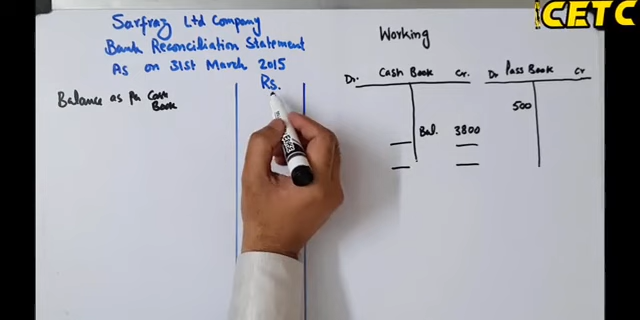 CETC
Sarfraz Ltd Company
Bank Reconciliation Statement
As on 31st March 2015
Rs.
Balance as Per Cash
Book
Working
Dr. Cash Book Cr.
Bal. 3800
Dr Pass Book Cr
500